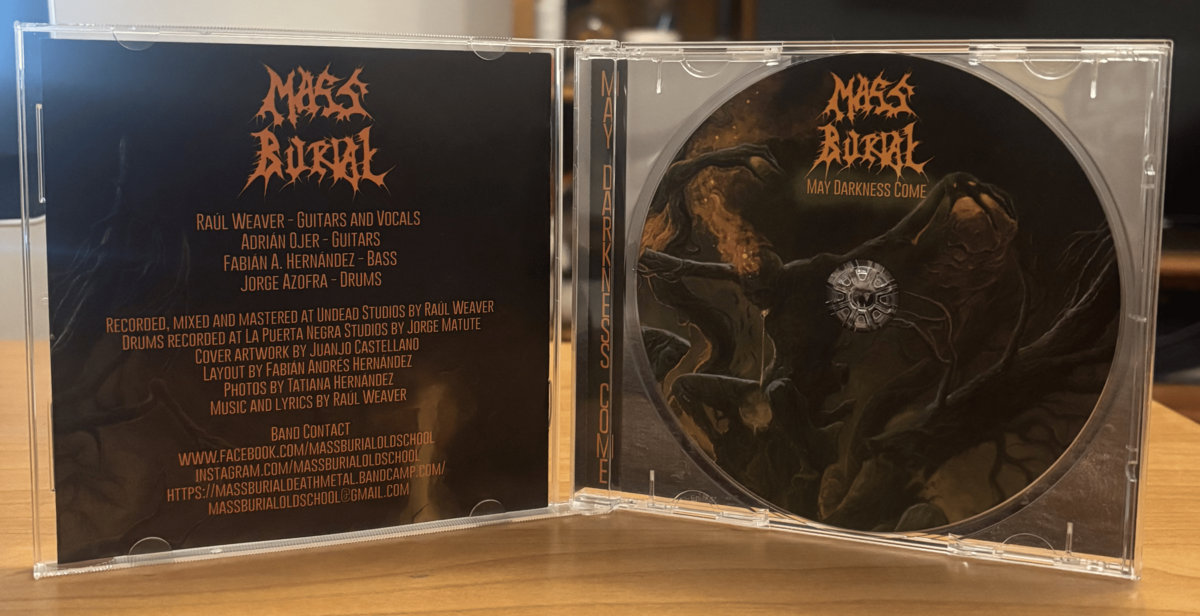 MASS
BURIAL
RAÚL WEAVER - GUITARS AND VOCALS
ADRIÁN OJER - GUITARS
FABIÁN A. HERNÁNDEZ - BASS
JORGE AZOFRA - DRUMS
RECORDED, MIXED AND MASTERED AT UNDEAD STUDIOS BY RAÚL WEAVER
DRUMS RECORDED AT LA PUERTA NEGRA STUDIOS BY JORGE MATUTE
COVER ARTWORK BY JUANJO CASTELLANO
LAYOUT BY FABIÁN ANDRÉS HERNÁNDEZ
PHOTOS BY TATIANA HERNÁNDEZ
MUSIC AND LYRICS BY RAÚL WEAVER
BAND CONTACT
WWW.FACEBOOK.COM/MASSBURIALOLDSCHOOL
INSTAGRAM.COM/MASSBURIALOLDSCHOOL
HTTPS://MASSBURIALDEATHMETAL.BANDCAMP.COM/
MASSBURIALOLDSCHOOL@GMAIL.COM
MAY DARKNESS COME
MASS
BURIAL
MAY DARKNESS COME